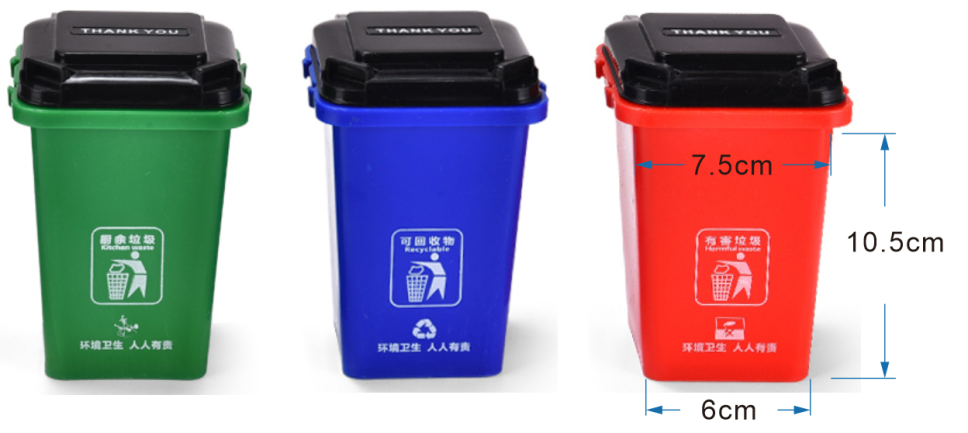 THANK YOU
厨余垃圾
Kitchen waste
环境卫生 人人有责
THANK YOU
可回收物
Recyclable
环境卫生 人人有责
THANK YOU
7.5cm
10.5cm
有害垃圾
Harmful waste
环境卫生 人人有责
6cm